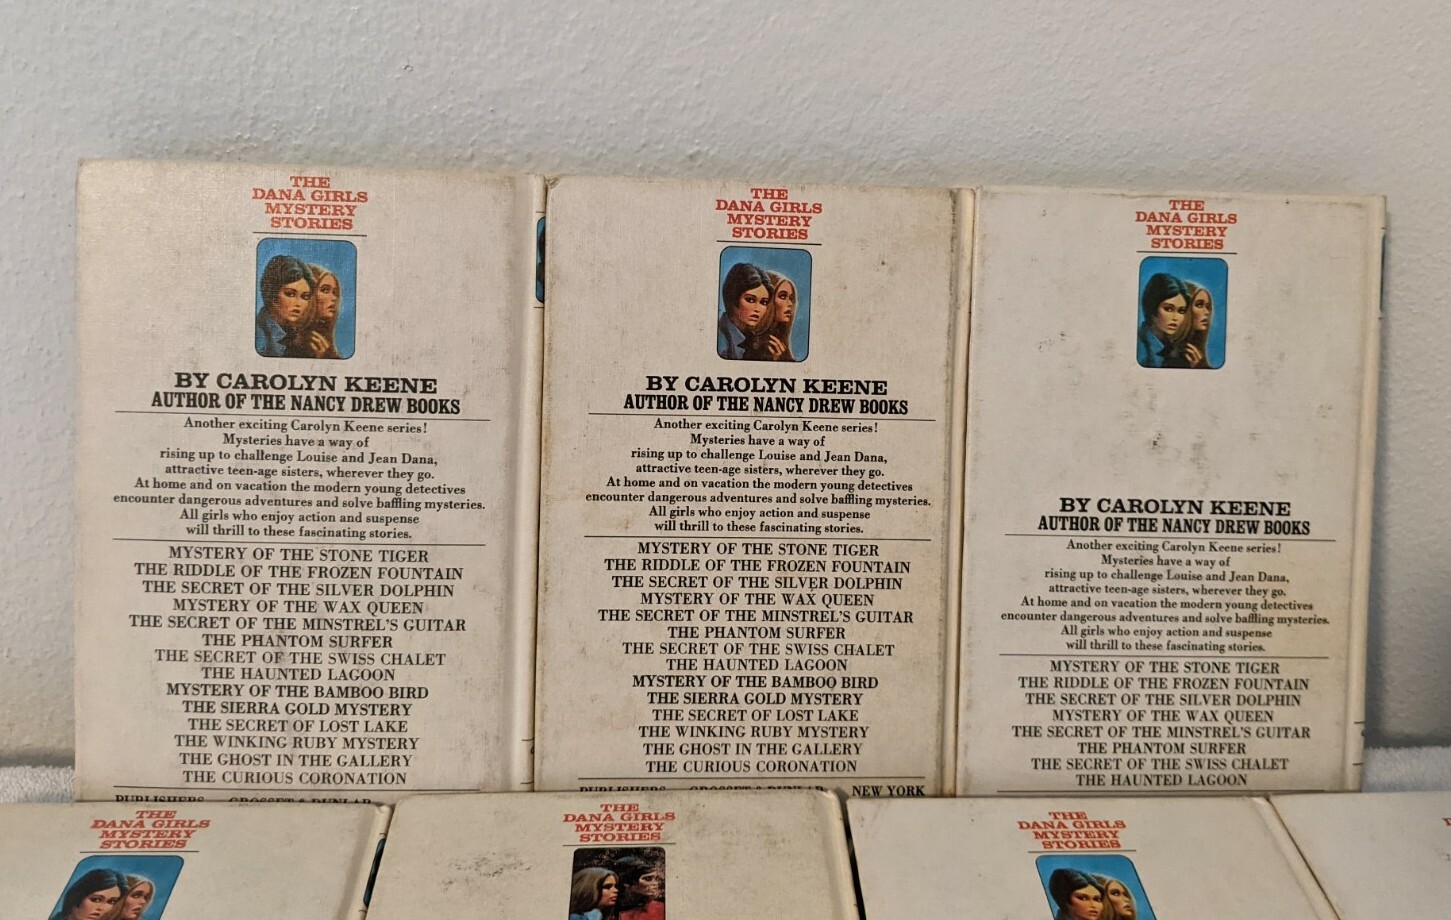 THE
DANA GIRLS
MYSTERY
STORIES
BY CAROLYN KEENE
AUTHOR OF THE NANCY DREW BOOKS
Another exciting Carolyn Keene series!
Mysteries have a way of
rising up to challenge Louise and Jean Dana,
attractive teen-age sisters, wherever they go.
At home and on vacation the modern young detectives
encounter dangerous adventures and solve baffling mysteries.
All girls who enjoy action and suspense
will thrill to these fascinating stories.
MYSTERY OF THE STONE TIGER
THE RIDDLE OF THE FROZEN FOUNTAIN
THE SECRET OF THE SILVER DOLPHIN
MYSTERY OF THE WAX QUEEN
THE SECRET OF THE MINSTREL'S GUITAR
THE PHANTOM SURFER
THE SECRET OF THE SWISS CHALET
THE HAUNTED LAGOON
MYSTERY OF THE BAMBOO BIRD
THE SIERRA GOLD MYSTERY
THE SECRET OF LOST LAKE
THE WINKING RUBY MYSTERY
THE GHOST IN THE GALLERY
THE CURIOUS CORONATION
PUBLISHERS GROSSET & DUNLAP
THE
DANA GIRLS
MYSTERY
STORIES
BY CAROLYN KEENE
AUTHOR OF THE NANCY DREW BOOKS
Another exciting Carolyn Keene series!
Mysteries have a way of
rising up to challenge Louise and Jean Dana,
attractive teen-age sisters, wherever they go.
At home and on vacation the modern young detectives
encounter dangerous adventures and solve baffling mysteries.
All girls who enjoy action and suspense
will thrill to these fascinating stories.
MYSTERY OF THE STONE TIGER
THE RIDDLE OF THE FROZEN FOUNTAIN
THE SECRET OF THE SILVER DOLPHIN
MYSTERY OF THE WAX QUEEN
THE SECRET OF THE MINSTREL'S GUITAR
THE PHANTOM SURFER
THE SECRET OF THE SWISS CHALET
THE HAUNTED LAGOON
MYSTERY OF THE BAMBOO BIRD
THE SIERRA GOLD MYSTERY
THE SECRET OF LOST LAKE
THE WINKING RUBY MYSTERY
THE GHOST IN THE GALLERY
THE CURIOUS CORONATION
PUBLISHERS GROSSET & DUNLAP NEW YORK
THE
DANA GIRLS
MYSTERY
STORIES
BY CAROLYN KEENE
AUTHOR OF THE NANCY DREW BOOKS
Another exciting Carolyn Keene series!
Mysteries have a way of
rising up to challenge Louise and Jean Dana,
attractive teen-age sisters, wherever they go.
At home and on vacation the modern young detectives
encounter dangerous adventures and solve baffling mysteries.
All girls who enjoy action and suspense
will thrill to these fascinating stories.
MYSTERY OF THE STONE TIGER
THE RIDDLE OF THE FROZEN FOUNTAIN
THE SECRET OF THE SILVER DOLPHIN
MYSTERY OF THE WAX QUEEN
THE SECRET OF THE MINSTREL'S GUITAR
THE PHANTOM SURFER
THE SECRET OF THE SWISS CHALET
THE HAUNTED LAGOON
THE
DANA GIRLS
MYSTERY
STORIES
THE
DANA GIRLS
MYSTERY
STORIES
THE
DANA GIRLS
MYSTERY
STORIES